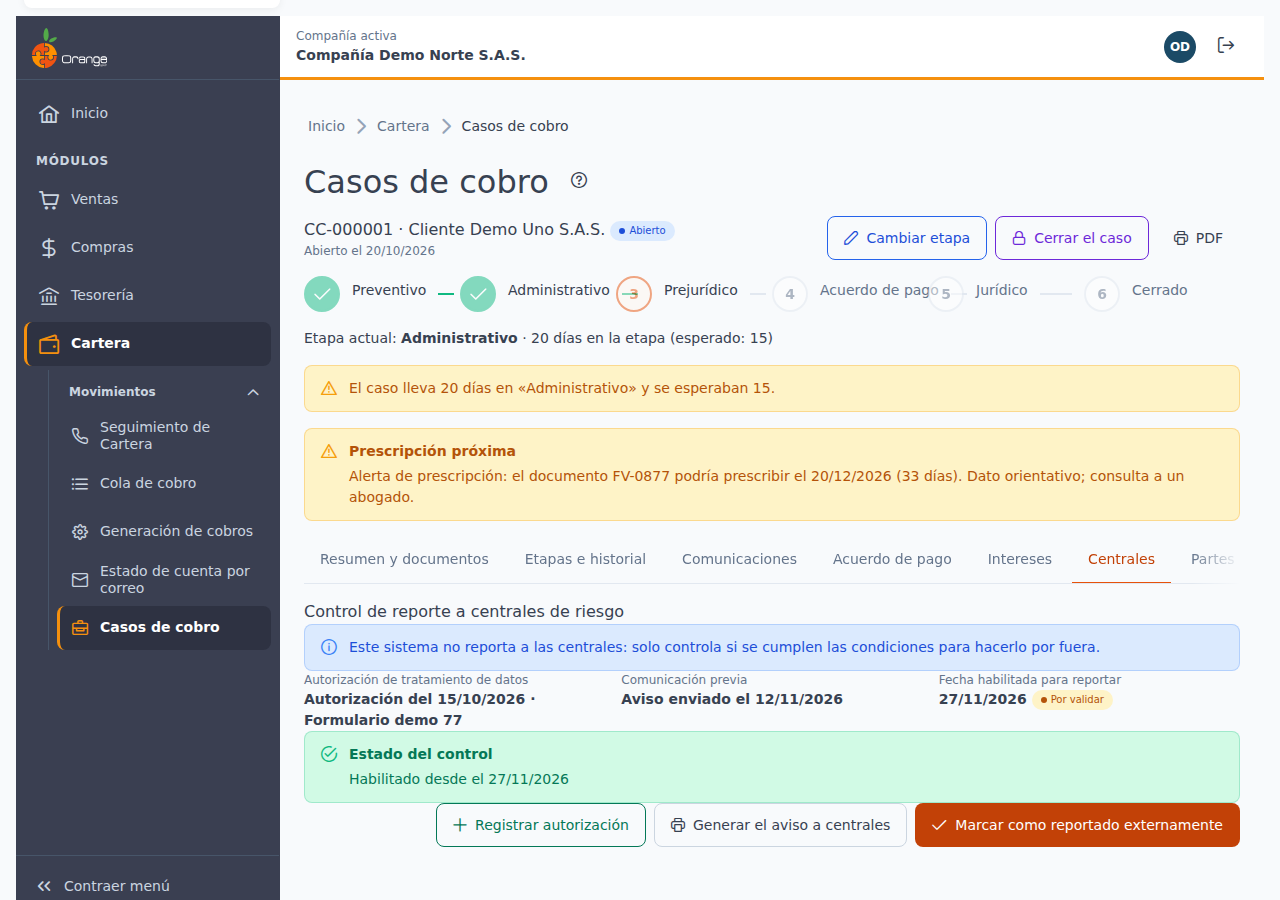 Orange
Compañía activa
Compañía Demo Norte S.A.S.
OD
Inicio
MÓDULOS
Ventas
Compras
Tesorería
Cartera
Movimientos
Seguimiento de
Cartera
Cola de cobro
Generación de cobros
Estado de cuenta por
correo
Casos de cobro
Contraer menú
Inicio
Cartera
Casos de cobro
Casos de cobro
CC-000001 · Cliente Demo Uno S.A.S.
Abierto
Abierto el 20/10/2026
Cambiar etapa
Cerrar el caso
PDF
Preventivo
Administrativo
3
Prejurídico
4
Acuerdo de pago
5
Jurídico
6
Cerrado
Etapa actual: Administrativo · 20 días en la etapa (esperado: 15)
El caso lleva 20 días en «Administrativo» y se esperaban 15.
Prescripción próxima
Alerta de prescripción: el documento FV-0877 podría prescribir el 20/12/2026 (33 días). Dato orientativo; consulta a un
abogado.
Resumen y documentos
Etapas e historial
Comunicaciones
Acuerdo de pago
Intereses
Centrales
Partes
Control de reporte a centrales de riesgo
Este sistema no reporta a las centrales: solo controla si se cumplen las condiciones para hacerlo por fuera.
Autorización de tratamiento de datos
Autorización del 15/10/2026 ·
Formulario demo 77
Comunicación previa
Aviso enviado el 12/11/2026
Fecha habilitada para reportar
27/11/2026
Por validar
Estado del control
Habilitado desde el 27/11/2026
Registrar autorización
Generar el aviso a centrales
Marcar como reportado externamente